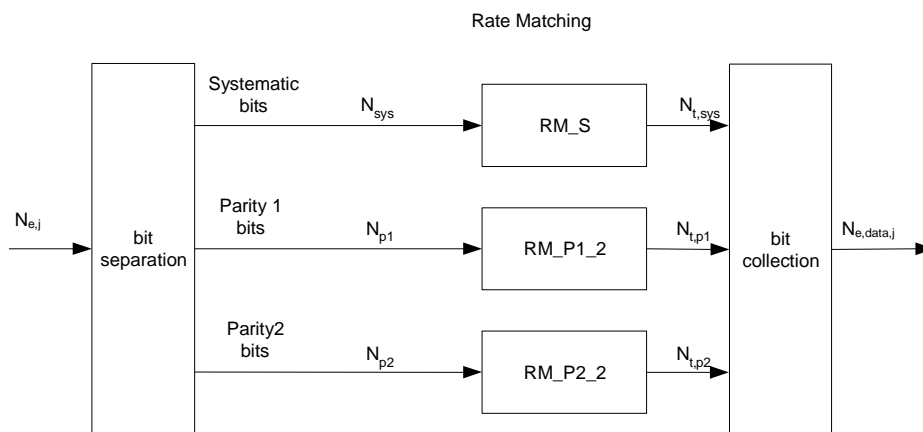 Rate Matching
Systematic
bits
N_sys
RM_S
N_t,sys
N_e,j
bit
separation
Parity 1
bits
N_p1
RM_P1_2
N_t,p1
bit
collection
N_e,data,j
Parity2
bits
N_p2
RM_P2_2
N_t,p2